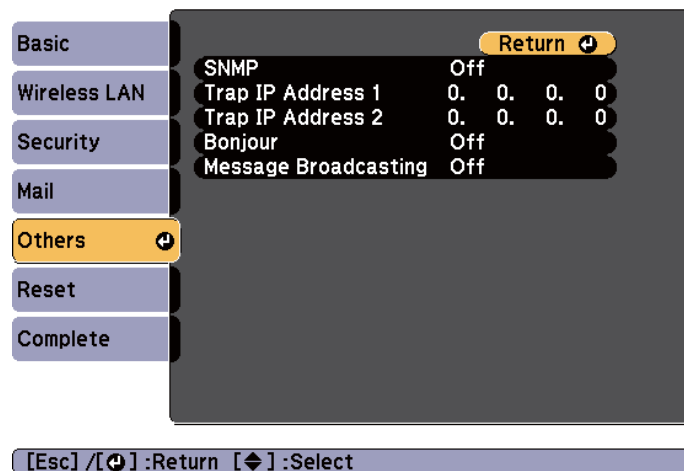 Basic
Wireless LAN
Security
Mail
Others
Reset
Complete
Return
SNMP Off
Trap IP Address 1 0. 0. 0. 0
Trap IP Address 2 0. 0. 0. 0
Bonjour Off
Message Broadcasting Off
[Esc] /[⏎] :Return [◆] :Select